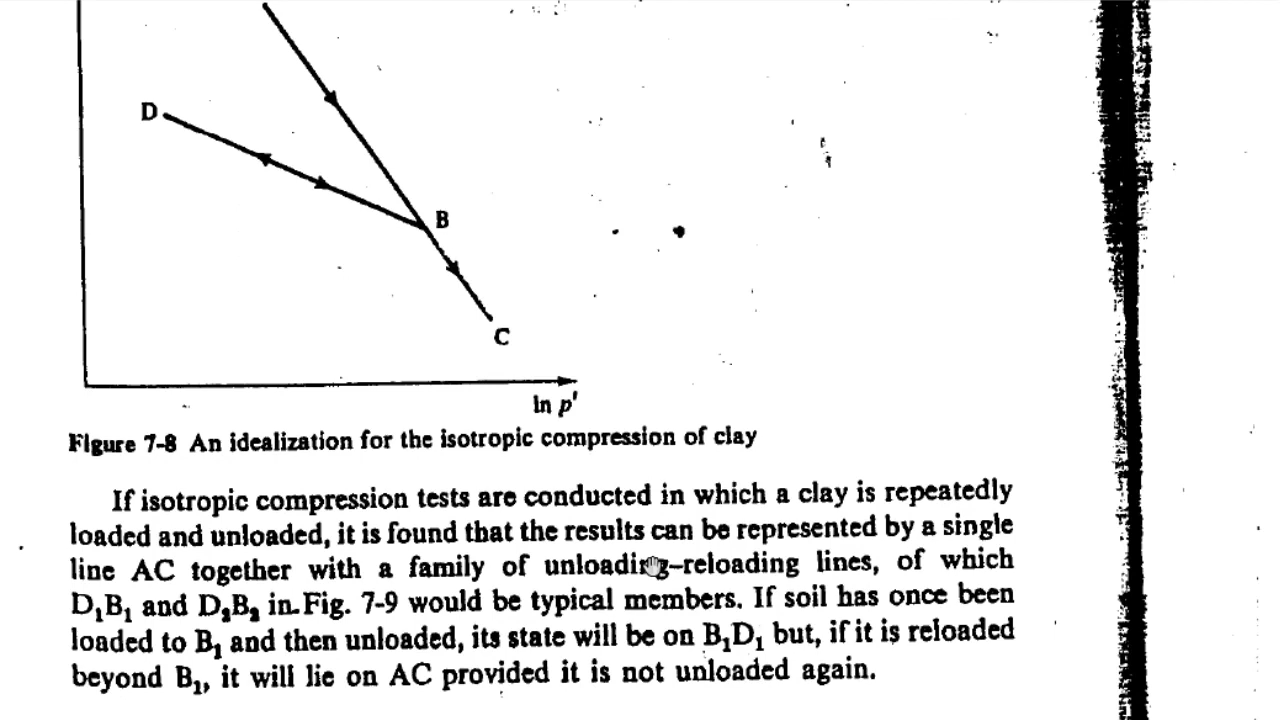 D
B
C
ln p'
Figure 7-8 An idealization for the isotropic compression of clay
If isotropic compression tests are conducted in which a clay is repeatedly
loaded and unloaded, it is found that the results can be represented by a single
line AC together with a family of unloading–reloading lines, of which
D₁B₁ and D₂B₂ in Fig. 7-9 would be typical members. If soil has once been
loaded to B₁ and then unloaded, its state will be on B₁D₁ but, if it is reloaded
beyond B₁, it will lie on AC provided it is not unloaded again.